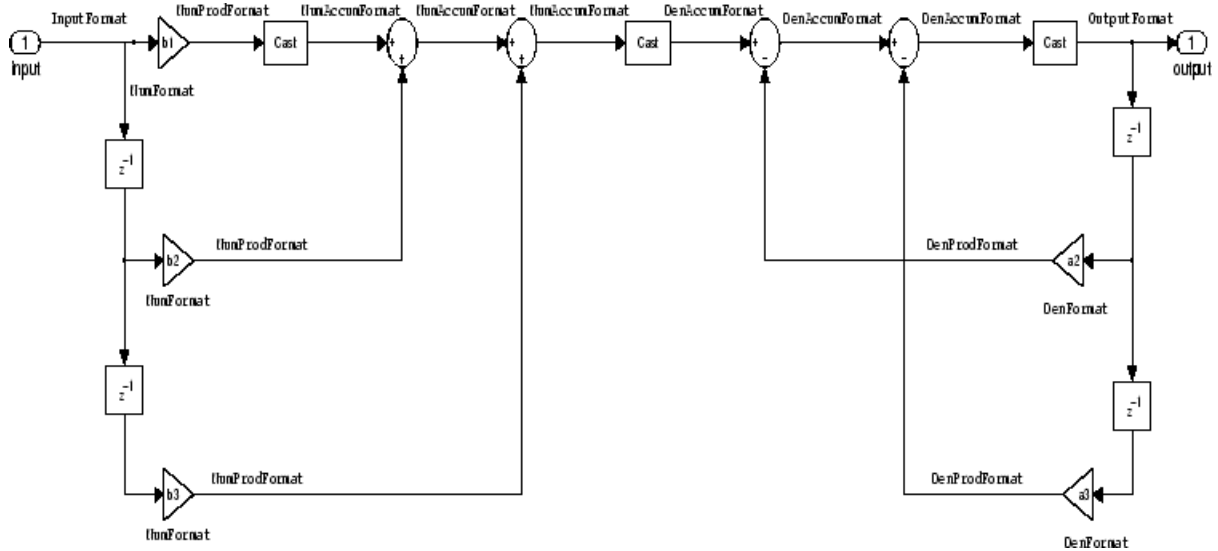 InputFormat
NumProdFormat
NumAccumFormat
NumAccumFormat
NumAccumFormat
DenAccumFormat
DenAccumFormat
DenAccumFormat
OutputFormat
1
input
b1
Cast
+
+
+
+
Cast
+
−
+
−
Cast
1
output
NumFormat
z⁻¹
z⁻¹
b2
NumProdFormat
DenProdFormat
a2
NumFormat
DenFormat
z⁻¹
z⁻¹
b3
NumProdFormat
DenProdFormat
a3
NumFormat
DenFormat